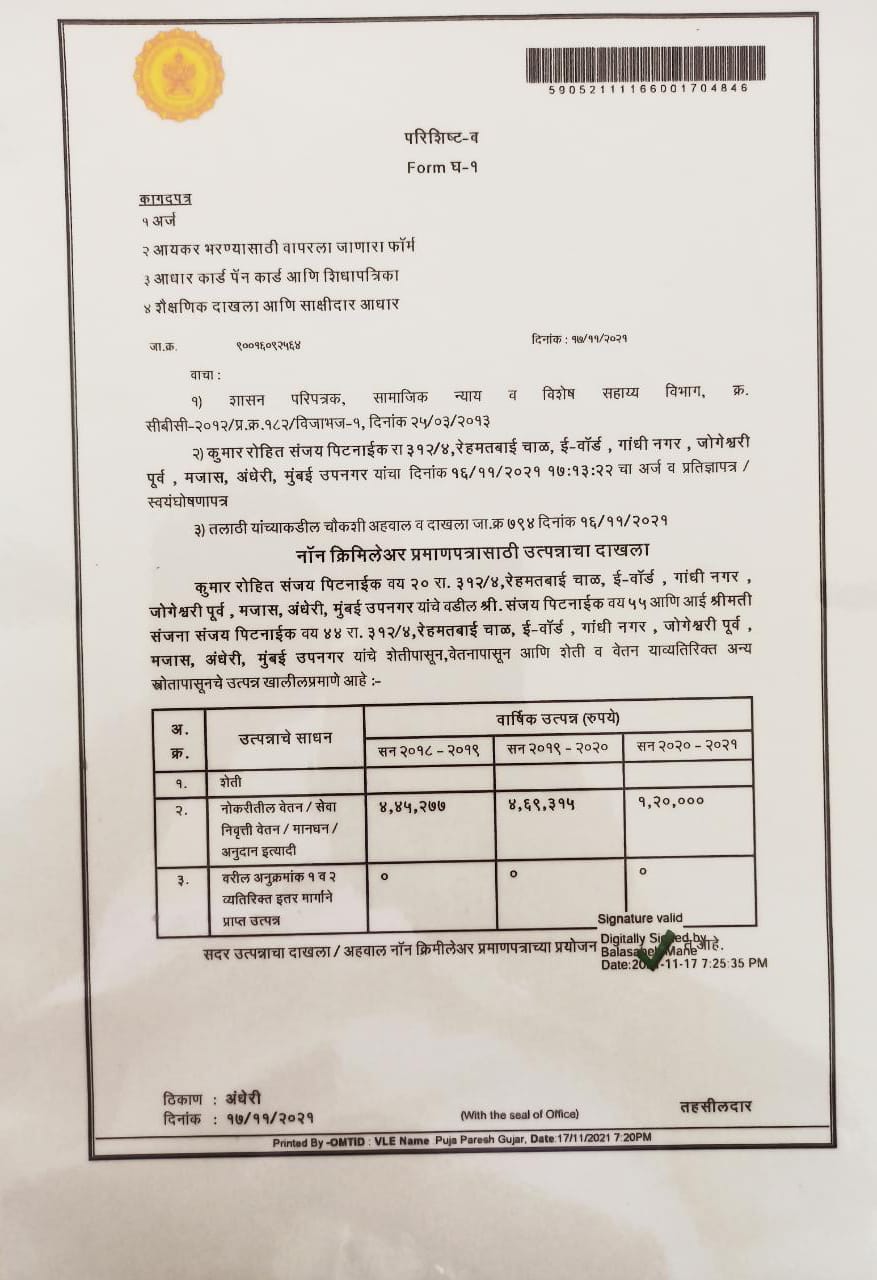 59052111166001704846
परिशिष्ट-व
Form घ-१
कागदपत्र
१ अर्ज
२ आयकर भरण्यासाठी वापरला जाणारा फॉर्म
३ आधार कार्ड पॅन कार्ड आणि शिधापत्रिका
४ शैक्षणिक दाखला आणि साक्षीदार आधार
जा.क्र. ९००१६०९२५६४ दिनांक : १७/११/२०२१
वाचा :
१) शासन परिपत्रक, सामाजिक न्याय व विशेष सहाय्य विभाग, क्र.
सीबीसी-२०१२/प्र.क्र.१८२/विजाभज-१, दिनांक २५/०३/२०१३
२) कुमार रोहित संजय पिटनाईक रा ३१२/४,रेहमतबाई चाळ, ई-वॉर्ड , गांधी नगर , जोगेश्वरी
पूर्व , मजास, अंधेरी, मुंबई उपनगर यांचा दिनांक १६/११/२०२१ १७:१३:२२ चा अर्ज व प्रतिज्ञापत्र /
स्वयंघोषणापत्र
३) तलाठी यांच्याकडील चौकशी अहवाल व दाखला जा.क्र ७९४ दिनांक १६/११/२०२१
नॉन क्रिमिलेअर प्रमाणपत्रासाठी उत्पन्नाचा दाखला
कुमार रोहित संजय पिटनाईक वय २० रा. ३१२/४,रेहमतबाई चाळ, ई-वॉर्ड , गांधी नगर ,
जोगेश्वरी पूर्व , मजास, अंधेरी, मुंबई उपनगर यांचे वडील श्री. संजय पिटनाईक वय ५५ आणि आई श्रीमती
संजना संजय पिटनाईक वय ४४ रा. ३१२/४,रेहमतबाई चाळ, ई-वॉर्ड , गांधी नगर , जोगेश्वरी पूर्व ,
मजास, अंधेरी, मुंबई उपनगर यांचे शेतीपासून,वेतनापासून आणि शेती व वेतन याव्यतिरिक्त अन्य
स्रोतापासूनचे उत्पन्न खालीलप्रमाणे आहे :-
अ. क्र. उत्पन्नाचे साधन वार्षिक उत्पन्न (रुपये)
सन २०१८ - २०१९ सन २०१९ - २०२० सन २०२० - २०२१
१. शेती
२. नोकरीतील वेतन / सेवा ४,४५,२७७ ४,६९,३१५ १,२०,०००
निवृत्ती वेतन / मानधन /
अनुदान इत्यादी
३. वरील अनुक्रमांक १ व २ ० ० ०
व्यतिरिक्त इतर मार्गाने
प्राप्त उत्पन्न
Signature valid
सदर उत्पन्नाचा दाखला / अहवाल नॉन क्रिमीलेअर प्रमाणपत्राच्या प्रयोजन आहे.
Digitally Signed by
Balasaheb Mane
Date:2021-11-17 7:25:35 PM
ठिकाण : अंधेरी
दिनांक : १७/११/२०२१ (With the seal of Office) तहसीलदार
Printed By -OMTID : VLE Name Puja Paresh Gujar, Date:17/11/2021 7:20PM